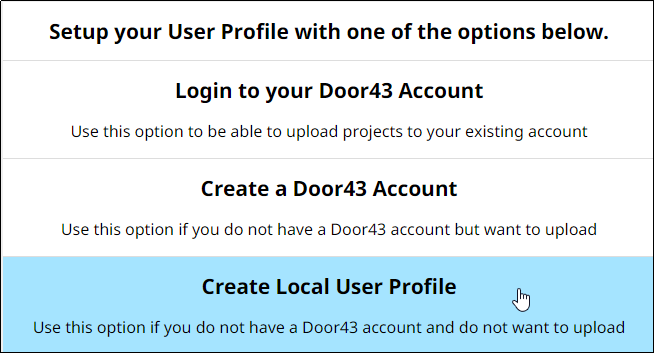 Setup your User Profile with one of the options below.
Login to your Door43 Account
Use this option to be able to upload projects to your existing account
Create a Door43 Account
Use this option if you do not have a Door43 account but want to upload
Create Local User Profile
Use this option if you do not have a Door43 account and do not want to upload